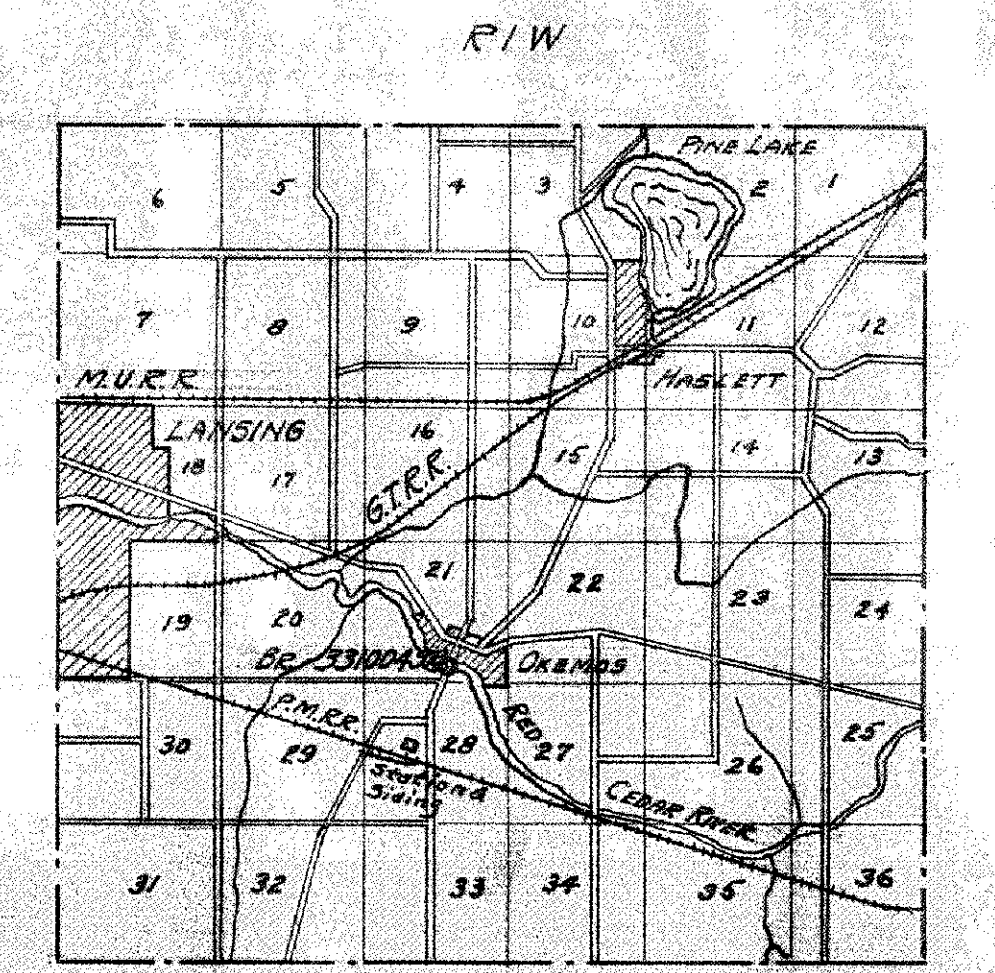 R1W
PINE LAKE
6 5 4 3 2 1
7 8 9 10 11 12
M.U.R.R.
HASLETT
LANSING
18 17 16 15 14 13
G.T.R.R.
19 20 21 22 23 24
OKEMOS
P.M.R.R.
RED
30 29 28 27 26 25
Station &
Siding
CEDAR RIVER
31 32 33 34 35 36